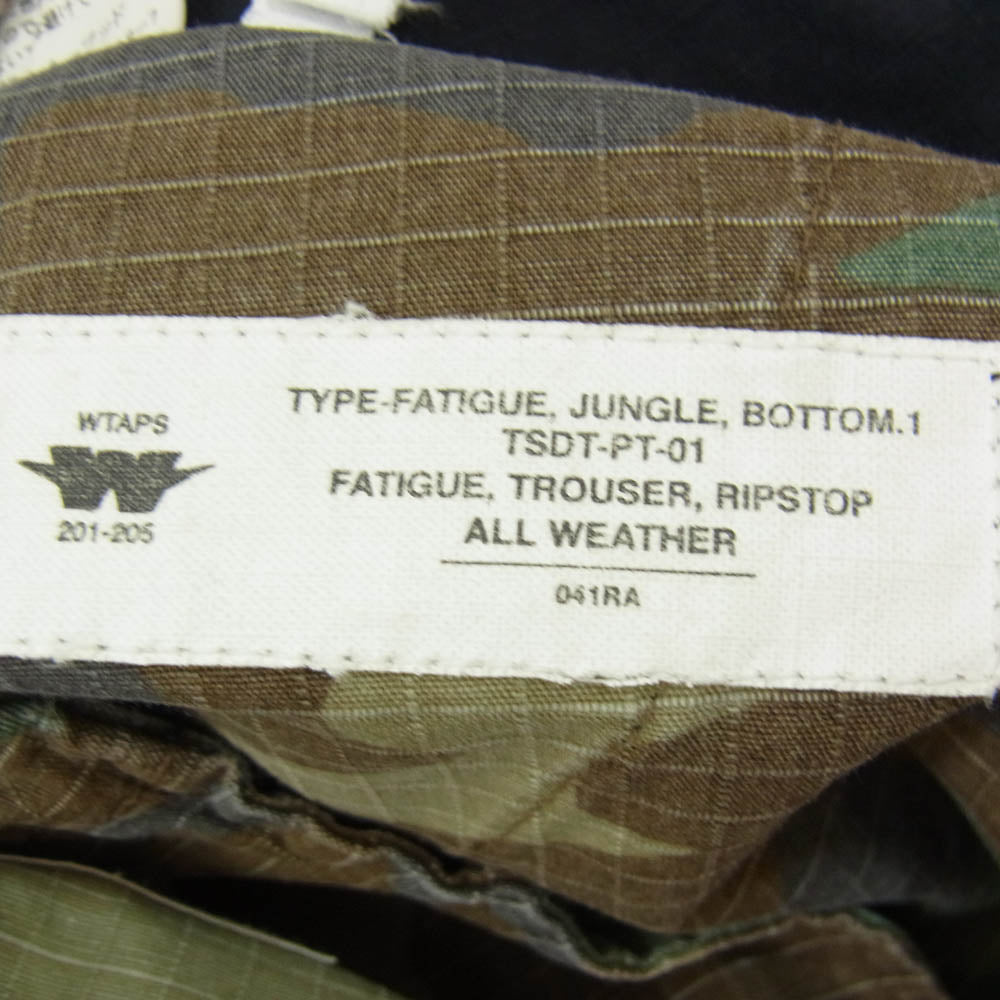 WTAPS
201-205
TYPE-FATIGUE, JUNGLE, BOTTOM.1
TSDT-PT-01
FATIGUE, TROUSER, RIPSTOP
ALL WEATHER
041RA